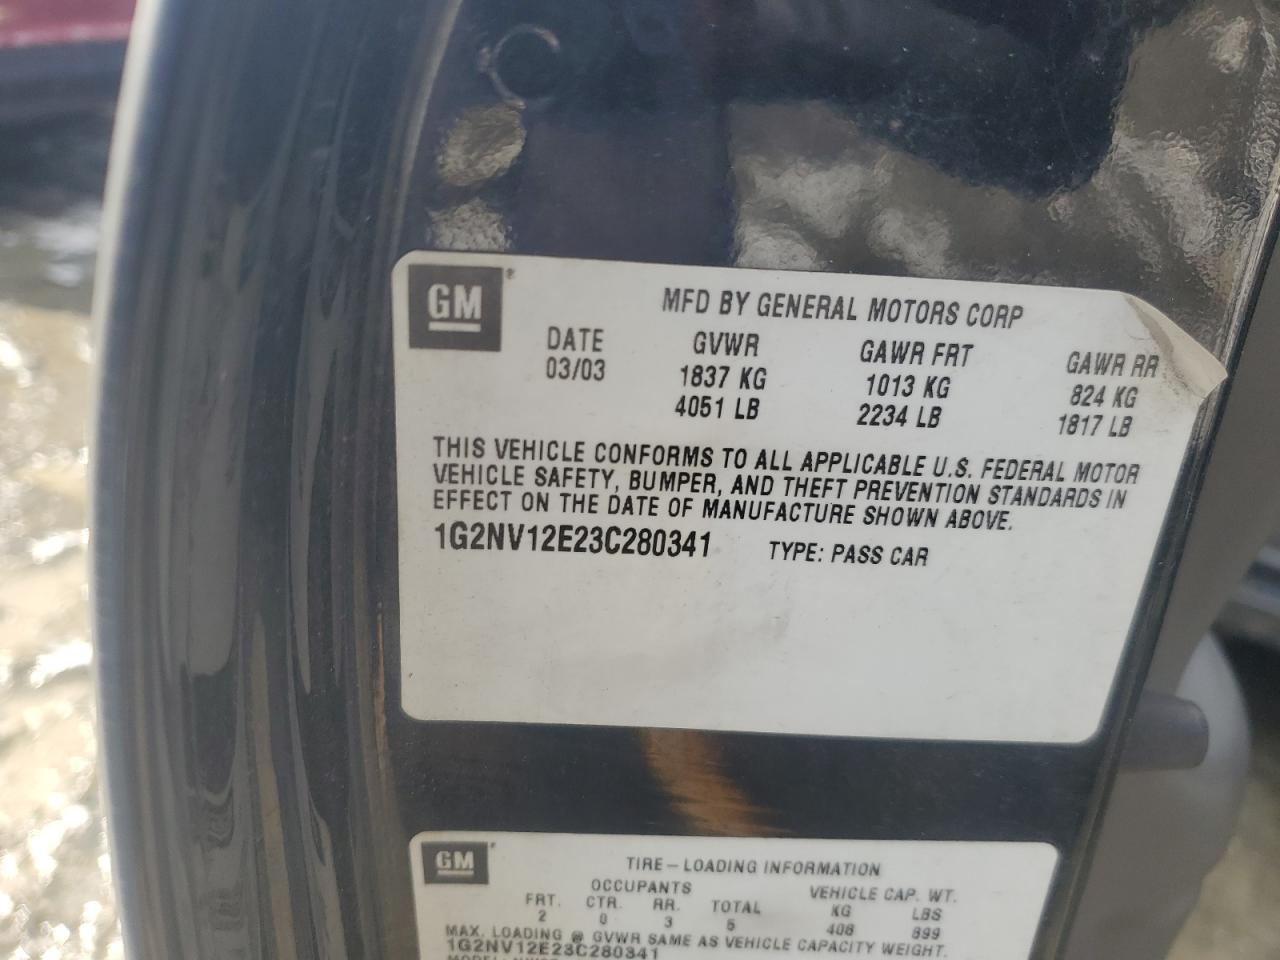 GM ®
MFD BY GENERAL MOTORS CORP
DATE GVWR GAWR FRT GAWR RR
03/03 1837 KG 1013 KG 824 KG
4051 LB 2234 LB 1817 LB
THIS VEHICLE CONFORMS TO ALL APPLICABLE U.S. FEDERAL MOTOR
VEHICLE SAFETY, BUMPER, AND THEFT PREVENTION STANDARDS IN
EFFECT ON THE DATE OF MANUFACTURE SHOWN ABOVE.
1G2NV12E23C280341 TYPE: PASS CAR
GM
TIRE-LOADING INFORMATION
OCCUPANTS VEHICLE CAP. WT.
FRT. CTR. RR. TOTAL KG LBS
2 0 3 5 408 899
MAX. LOADING @ GVWR SAME AS VEHICLE CAPACITY WEIGHT.
1G2NV12E23C280341